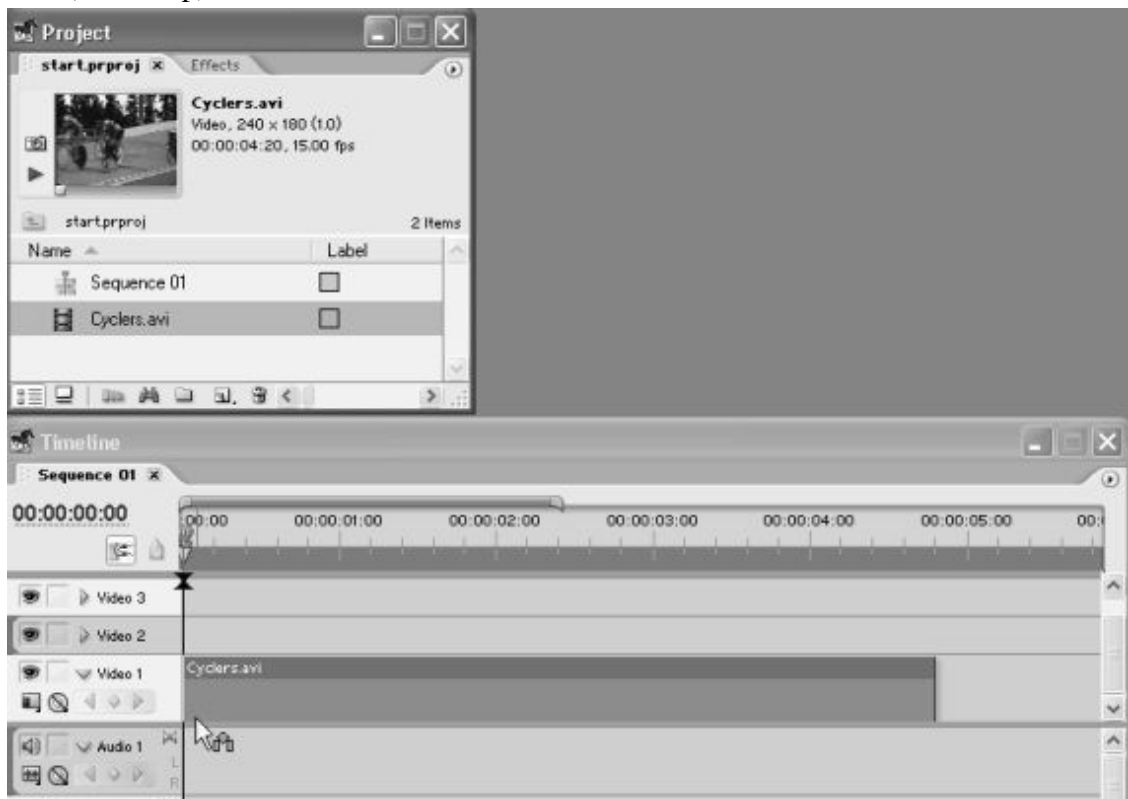 Project
start.prproj Effects
Cyclers.avi
Video, 240 × 180 (1.0)
00:00:04:20, 15.00 fps
start.prproj 2 Items
Name Label
Sequence 01
Cyclers.avi
Timeline
Sequence 01
00:00:00:00
00:00 00:00:01:00 00:00:02:00 00:00:03:00 00:00:04:00 00:00:05:00
Video 3
Video 2
Video 1 Cyclers.avi
Audio 1
L
R